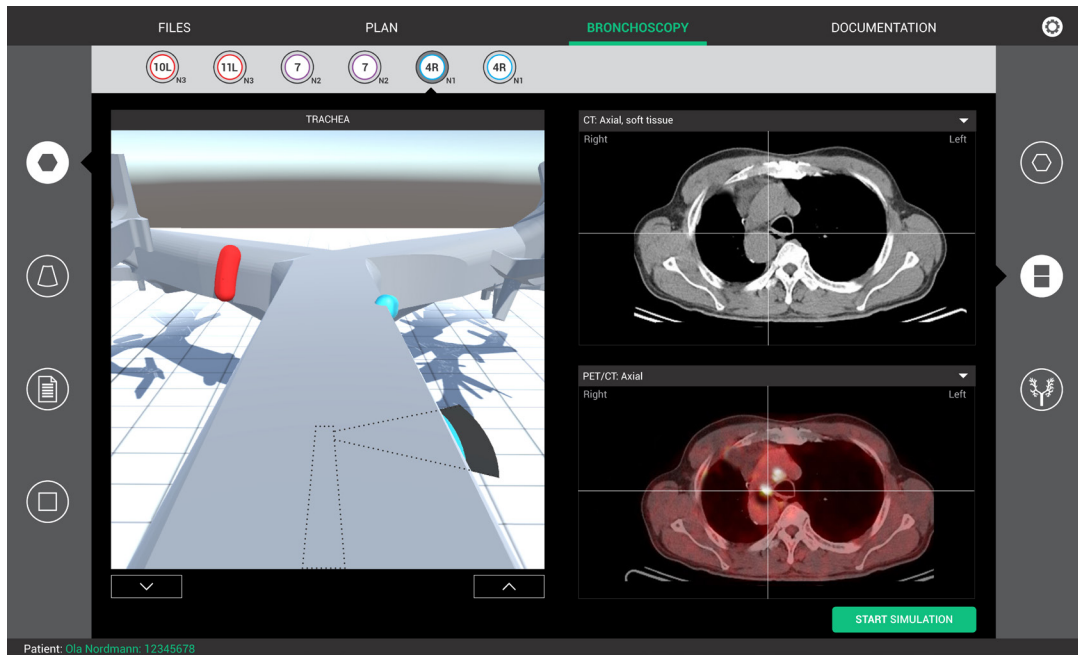 FILES PLAN BRONCHOSCOPY DOCUMENTATION
10L N3 11L N3 7 N2 7 N2 4R N1 4R N1
TRACHEA
CT: Axial, soft tissue
Right Left
PET/CT: Axial
Right Left
START SIMULATION
Patient: Ola Nordmann: 12345678